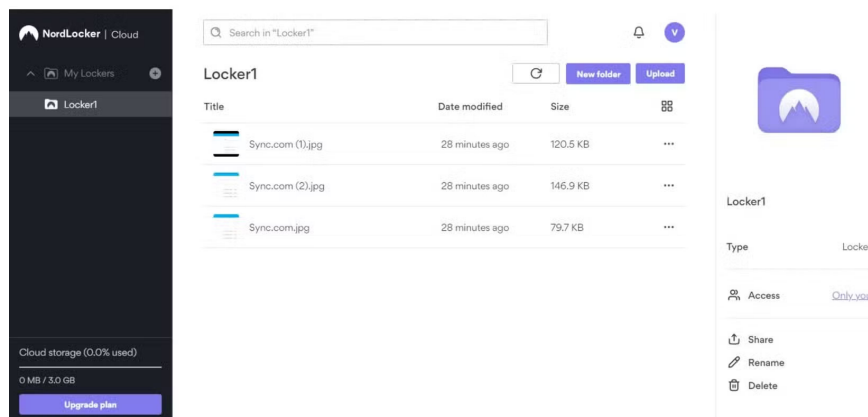 NordLocker | Cloud
My Lockers
Locker1
Cloud storage (0.0% used)
0 MB / 3.0 GB
Upgrade plan
Search in "Locker1"
V
Locker1
New folder
Upload
Title Date modified Size
Sync.com (1).jpg 28 minutes ago 120.5 KB
Sync.com (2).jpg 28 minutes ago 146.9 KB
Sync.com.jpg 28 minutes ago 79.7 KB
Locker1
Type Locke
Access Only you
Share
Rename
Delete